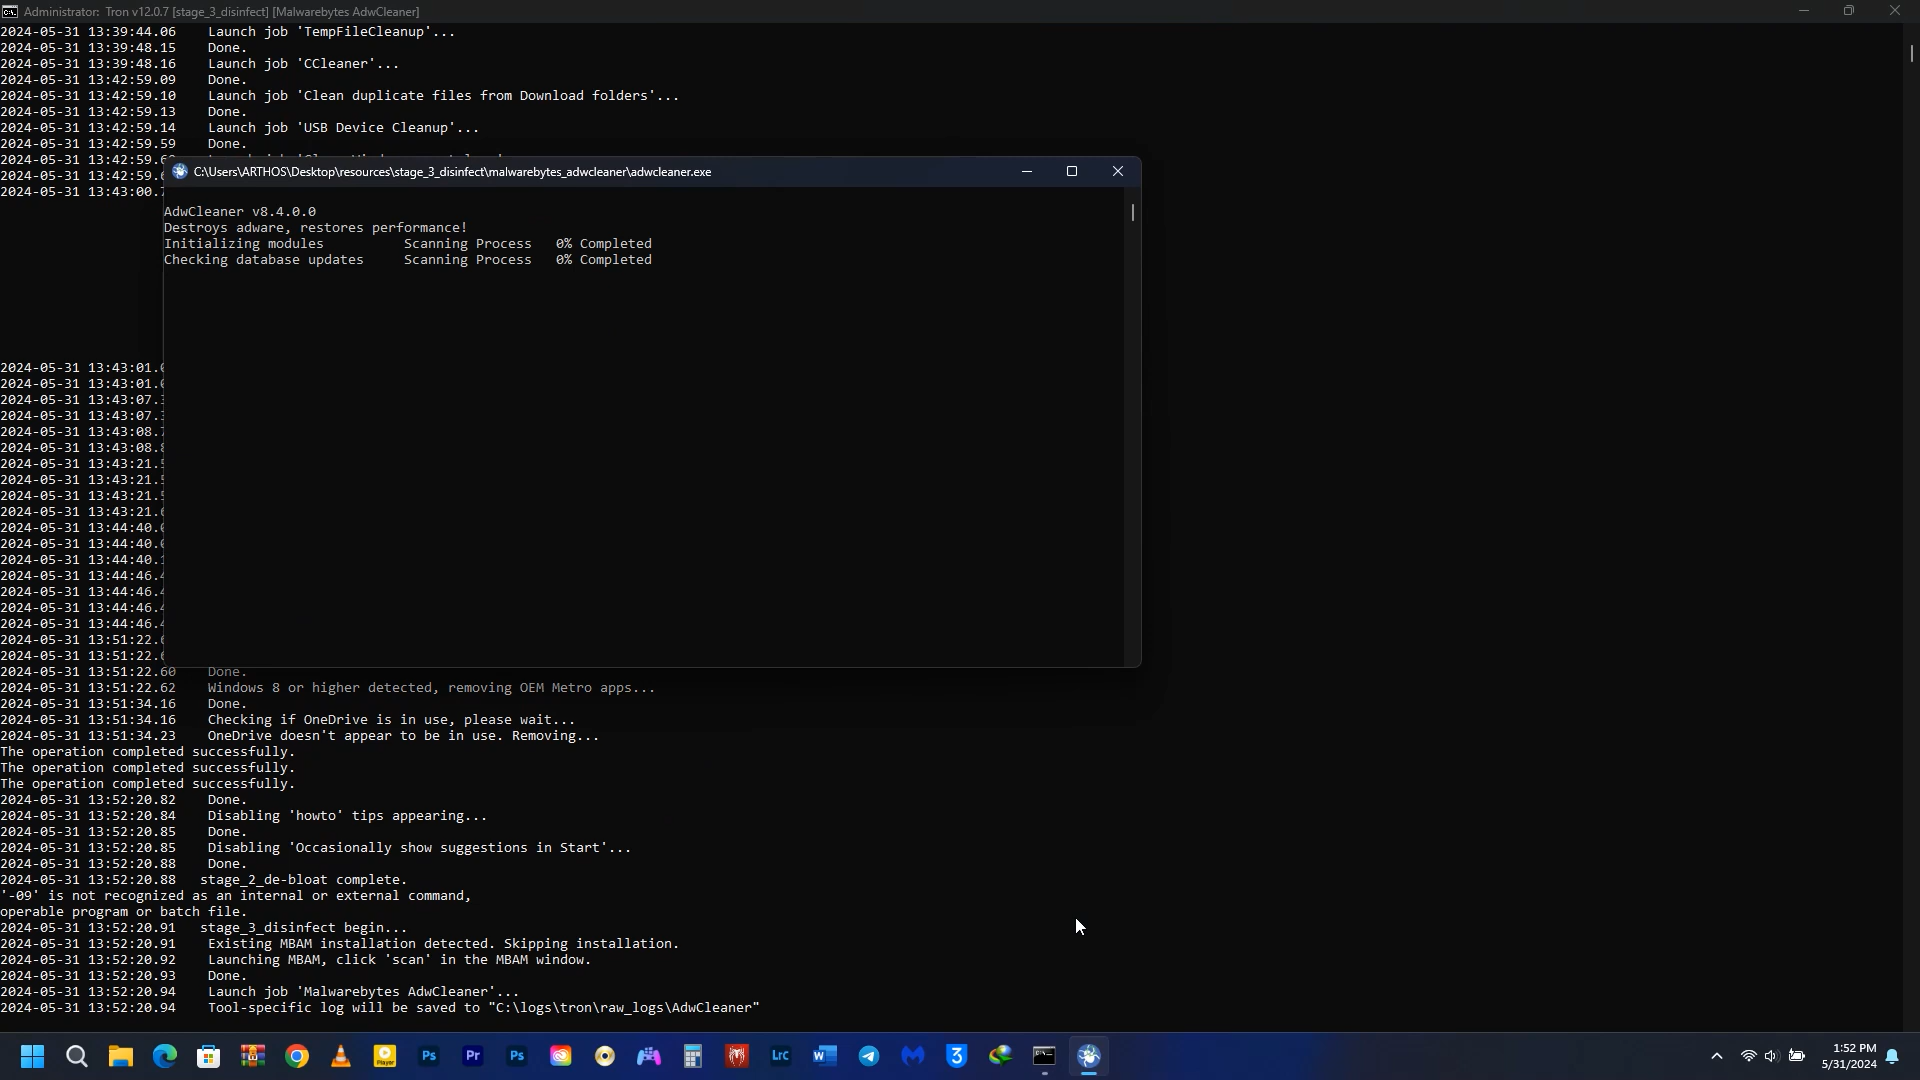 Administrator: Tron v12.0.7 [stage_3_disinfect] [Malwarebytes AdwCleaner]
2024-05-31 13:39:44.06 Launch job 'TempFileCleanup'...
2024-05-31 13:39:48.15 Done.
2024-05-31 13:39:48.16 Launch job 'CCleaner'...
2024-05-31 13:42:59.09 Done.
2024-05-31 13:42:59.10 Launch job 'Clean duplicate files from Download folders'...
2024-05-31 13:42:59.13 Done.
2024-05-31 13:42:59.14 Launch job 'USB Device Cleanup'...
2024-05-31 13:42:59.59 Done.
2024-05-31 13:42:59.6
2024-05-31 13:42:59.
2024-05-31 13:43:00.
C:\Users\ARTHOS\Desktop\resources\stage_3_disinfect\malwarebytes_adwcleaner\adwcleaner.exe
AdwCleaner v8.4.0.0
Destroys adware, restores performance!
Initializing modules Scanning Process 0% Completed
Checking database updates Scanning Process 0% Completed
2024-05-31 13:43:01.
2024-05-31 13:43:01.
2024-05-31 13:43:07.
2024-05-31 13:43:07.
2024-05-31 13:43:08.
2024-05-31 13:43:08.
2024-05-31 13:43:21.
2024-05-31 13:43:21.
2024-05-31 13:43:21.
2024-05-31 13:43:21.
2024-05-31 13:44:40.
2024-05-31 13:44:40.
2024-05-31 13:44:40.
2024-05-31 13:44:46.
2024-05-31 13:44:46.
2024-05-31 13:44:46.
2024-05-31 13:44:46.
2024-05-31 13:51:22.
2024-05-31 13:51:22.
2024-05-31 13:51:22.60 Done.
2024-05-31 13:51:22.62 Windows 8 or higher detected, removing OEM Metro apps...
2024-05-31 13:51:34.16 Done.
2024-05-31 13:51:34.16 Checking if OneDrive is in use, please wait...
2024-05-31 13:51:34.23 OneDrive doesn't appear to be in use. Removing...
The operation completed successfully.
The operation completed successfully.
The operation completed successfully.
2024-05-31 13:52:20.82 Done.
2024-05-31 13:52:20.84 Disabling 'howto' tips appearing...
2024-05-31 13:52:20.85 Done.
2024-05-31 13:52:20.85 Disabling 'Occasionally show suggestions in Start'...
2024-05-31 13:52:20.88 Done.
2024-05-31 13:52:20.88 stage_2_de-bloat complete.
'-09' is not recognized as an internal or external command,
operable program or batch file.
2024-05-31 13:52:20.91 stage_3_disinfect begin...
2024-05-31 13:52:20.91 Existing MBAM installation detected. Skipping installation.
2024-05-31 13:52:20.92 Launching MBAM, click 'scan' in the MBAM window.
2024-05-31 13:52:20.93 Done.
2024-05-31 13:52:20.94 Launch job 'Malwarebytes AdwCleaner'...
2024-05-31 13:52:20.94 Tool-specific log will be saved to "C:\logs\tron\raw_logs\AdwCleaner"
Player Ps Pr Ps LrC W 3
1:52 PM
5/31/2024